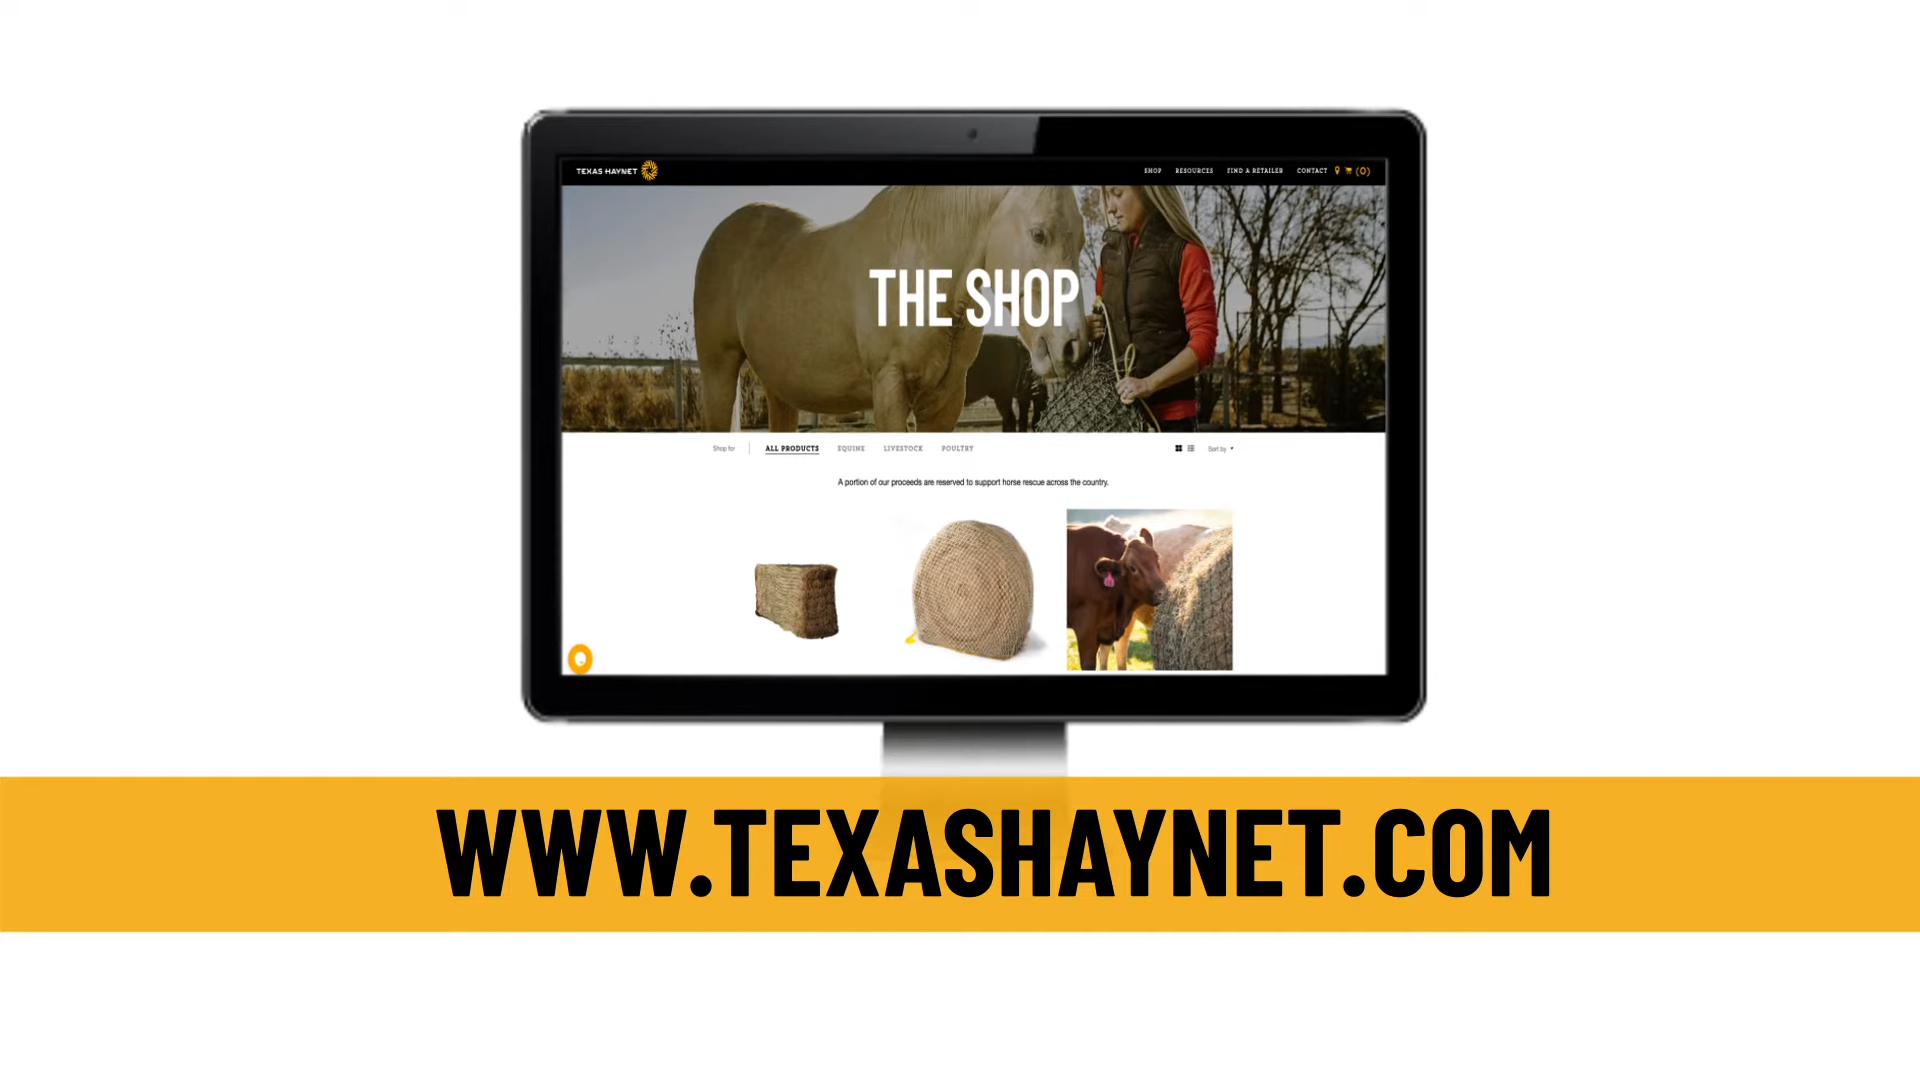 TEXAS HAYNET
SHOP RESOURCES FIND A RETAILER CONTACT (0)
THE SHOP
Shop for ALL PRODUCTS EQUINE LIVESTOCK POULTRY Sort by
A portion of our proceeds are reserved to support horse rescue across the country.
WWW.TEXASHAYNET.COM